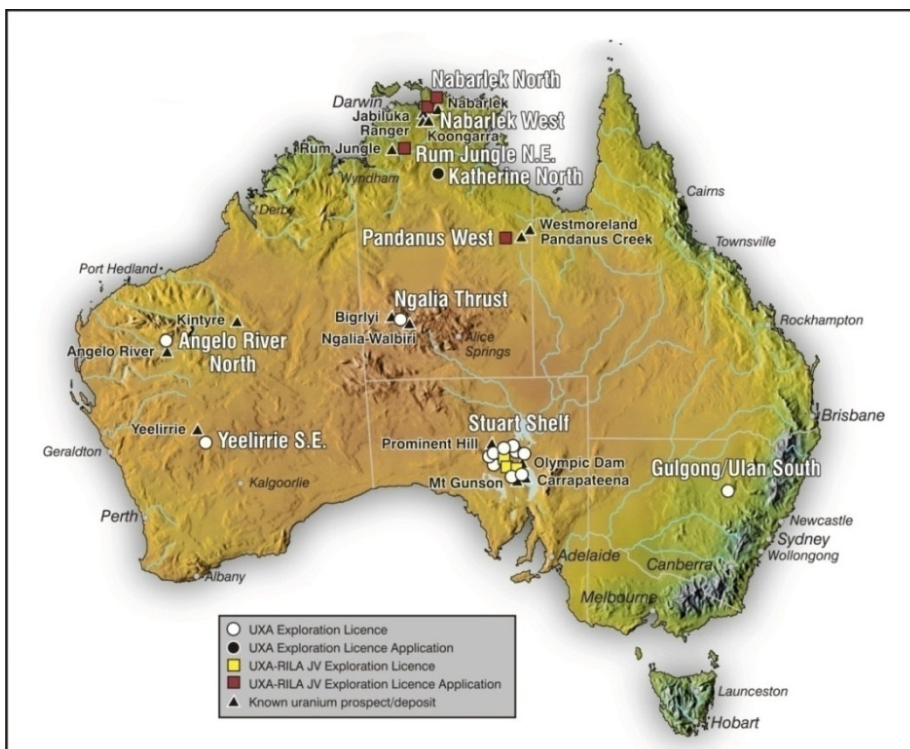 Nabarlek North
Darwin
Nabarlek
Jabiluka
Nabarlek West
Ranger
Koongarra
Rum Jungle
Rum Jungle N.E.
Wyndham
Katherine North
Cairns
Derby
Westmoreland
Pandanus West
Pandanus Creek
Townsville
Port Hedland
Ngalia Thrust
Bigrlyi
Kintyre
Rockhampton
Angelo River
North
Ngalia-Walbiri
Alice
Springs
Angelo River
Stuart Shelf
Brisbane
Yeelirrie
Yeelirrie S.E.
Prominent Hill
Geraldton
Olympic Dam
Gulgong/Ulan South
Mt Gunson
Carrapateena
Kalgoorlie
Perth
Newcastle
Sydney
Adelaide
Wollongong
Canberra
Albany
Melbourne
UXA Exploration Licence
UXA Exploration Licence Application
UXA-RILA JV Exploration Licence
UXA-RILA JV Exploration Licence Application
Known uranium prospect/deposit
Launceston
Hobart